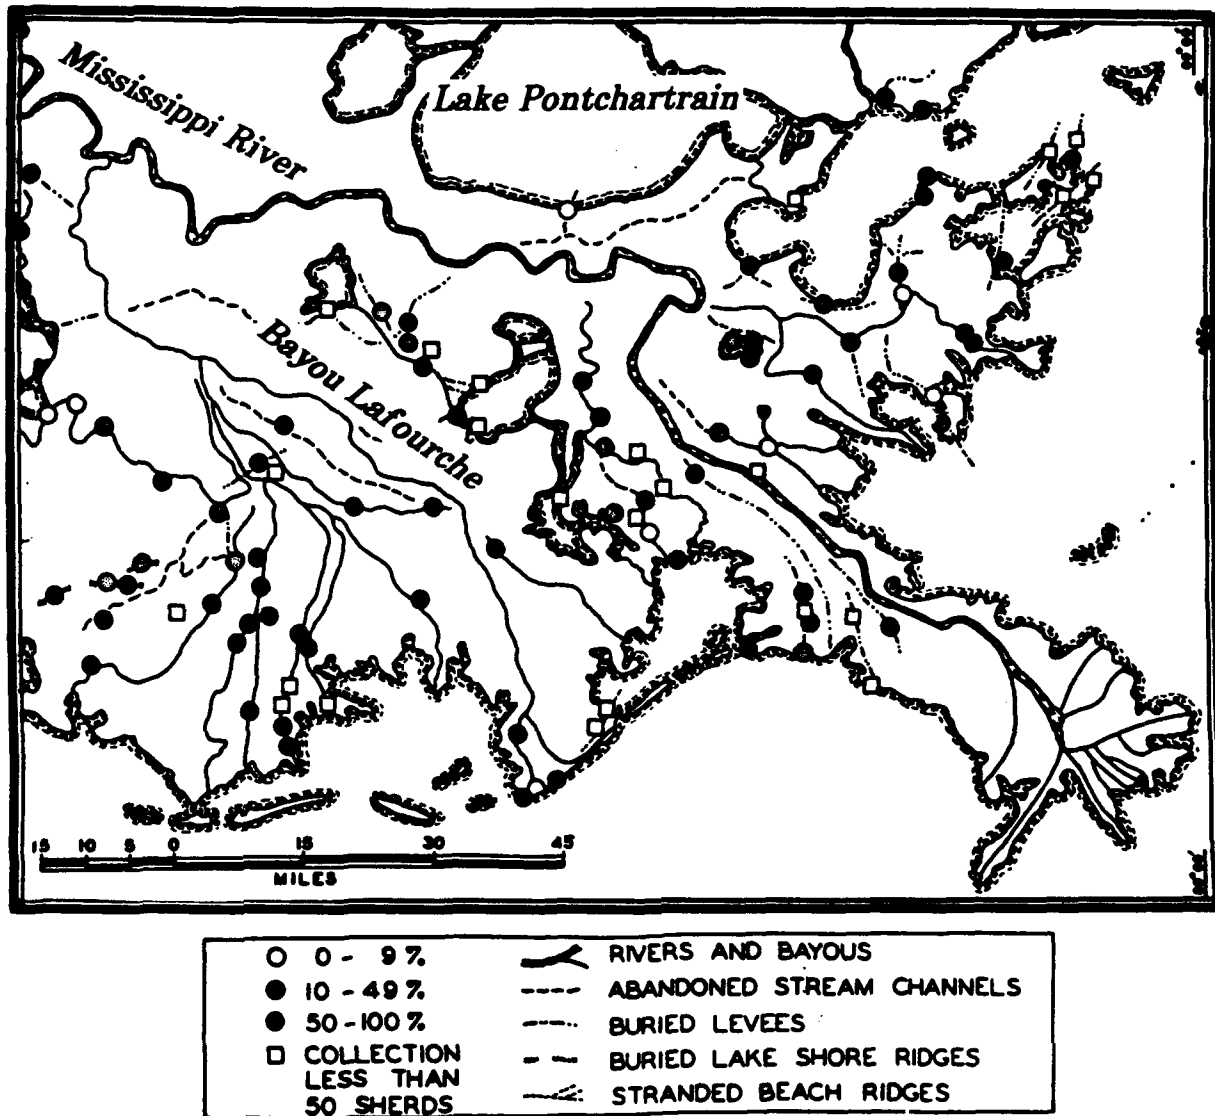 Mississippi River
Lake Pontchartrain
Bayou Lafourche
15 10 5 0 15 30 45
MILES
0 - 9 %
10 - 49 %
50 - 100 %
COLLECTION
LESS THAN
50 SHERDS
RIVERS AND BAYOUS
ABANDONED STREAM CHANNELS
BURIED LEVEES
BURIED LAKE SHORE RIDGES
STRANDED BEACH RIDGES